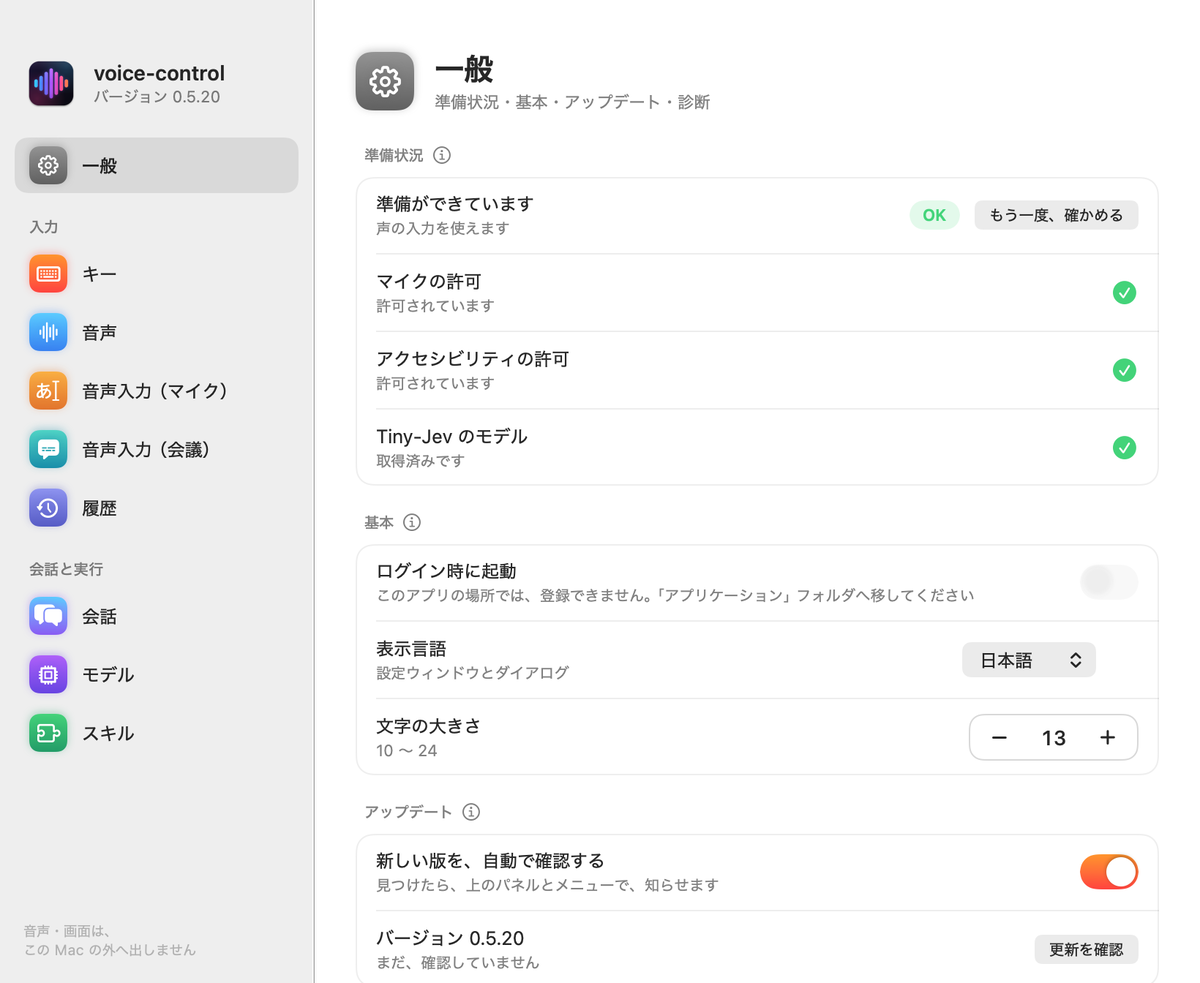 voice-control
バージョン 0.5.20
一般
入力
キー
音声
音声入力（マイク）
音声入力（会議）
履歴
会話と実行
会話
モデル
スキル
音声・画面は、
この Mac の外へ出しません
一般
準備状況・基本・アップデート・診断
準備状況
準備ができています
声の入力を使えます
OK
もう一度、確かめる
マイクの許可
許可されています
アクセシビリティの許可
許可されています
Tiny-Jev のモデル
取得済みです
基本
ログイン時に起動
このアプリの場所では、登録できません。「アプリケーション」フォルダへ移してください
表示言語
設定ウィンドウとダイアログ
日本語
文字の大きさ
10 〜 24
− 13 +
アップデート
新しい版を、自動で確認する
見つけたら、上のパネルとメニューで、知らせます
バージョン 0.5.20
まだ、確認していません
更新を確認